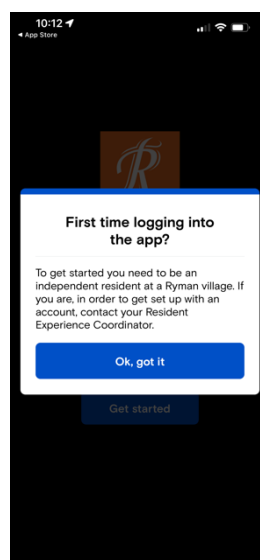 10:12
◀ App Store
R
First time logging into
the app?
To get started you need to be an
independent resident at a Ryman village. If
you are, in order to get set up with an
account, contact your Resident
Experience Coordinator.
Ok, got it
Get started